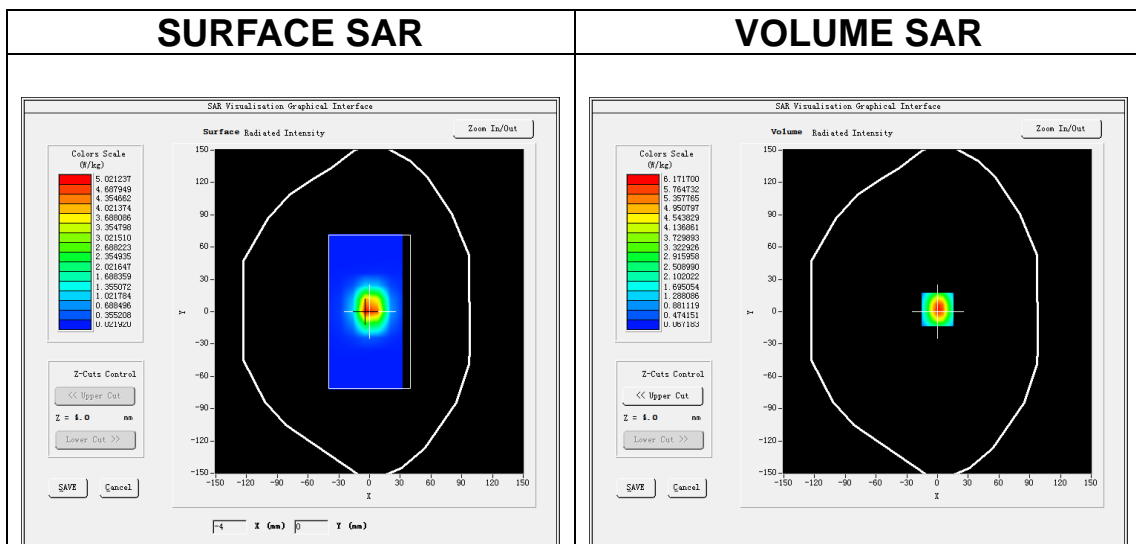 SURFACE SAR
VOLUME SAR
SAR Visualisation Graphical Interface
Surface Radiated Intensity
Zoom In/Out
Colors Scale
(W/kg)
5.021237
4.687949
4.354662
4.021374
3.688086
3.354798
3.021510
2.688223
2.354935
2.021647
1.688359
1.355072
1.021784
0.688496
0.355208
0.021920
150
120
90
60
30
0
-30
-60
-90
-120
-150
Y
-150 -120 -90 -60 -30 0 30 60 90 120 150
X
Z-Cuts Control
<< Upper Cut
Z = 4.0 mm
Lower Cut >>
SAVE Cancel
-4 X (mm) 0 Y (mm)
SAR Visualisation Graphical Interface
Volume Radiated Intensity
Zoom In/Out
Colors Scale
(W/kg)
6.171700
5.764732
5.357765
4.950797
4.543829
4.136861
3.729893
3.322926
2.915958
2.508990
2.102022
1.695054
1.288086
0.881119
0.474151
0.067183
150
120
90
60
30
0
-30
-60
-90
-120
-150
Y
-150 -120 -90 -60 -30 0 30 60 90 120 150
X
Z-Cuts Control
<< Upper Cut
Z = 4.0 mm
Lower Cut >>
SAVE Cancel